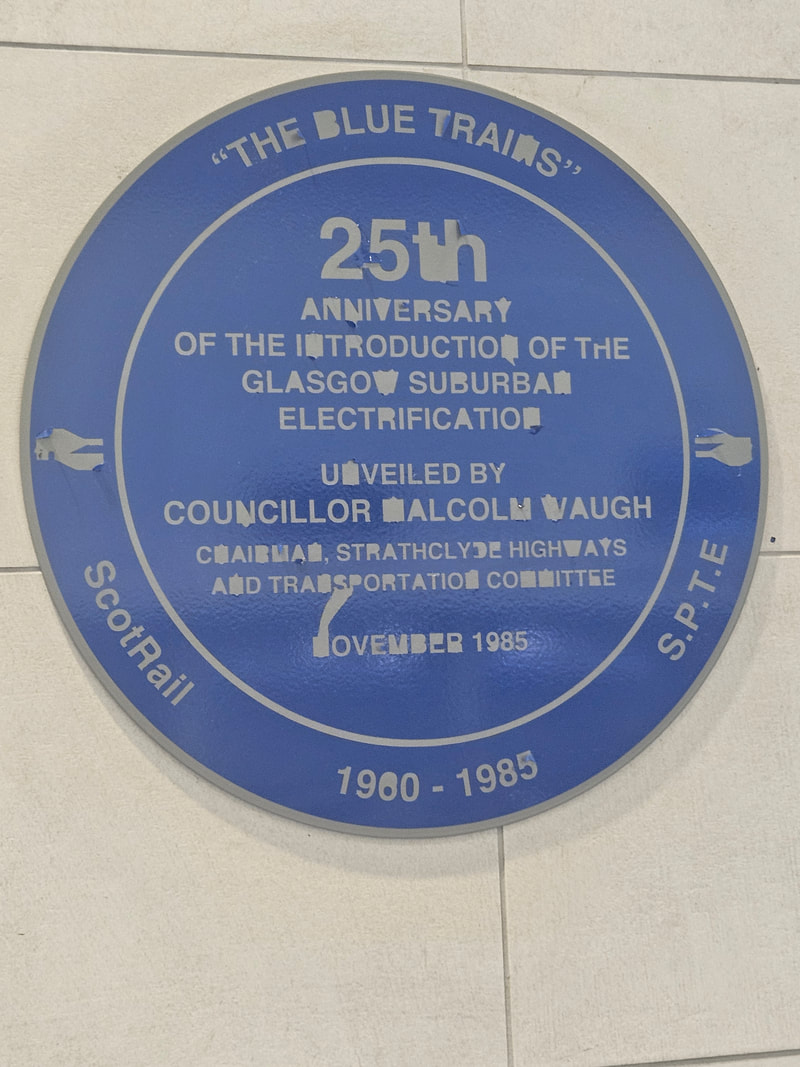 “THE BLUE TRAINS”
25th
ANNIVERSARY
OF THE INTRODUCTION OF THE
GLASGOW SUBURBAN
ELECTRIFICATION
UNVEILED BY
COUNCILLOR MALCOLM WAUGH
CHAIRMAN, STRATHCLYDE HIGHWAYS
AND TRANSPORTATION COMMITTEE
NOVEMBER 1985
ScotRail
S.P.T.E
1960 - 1985